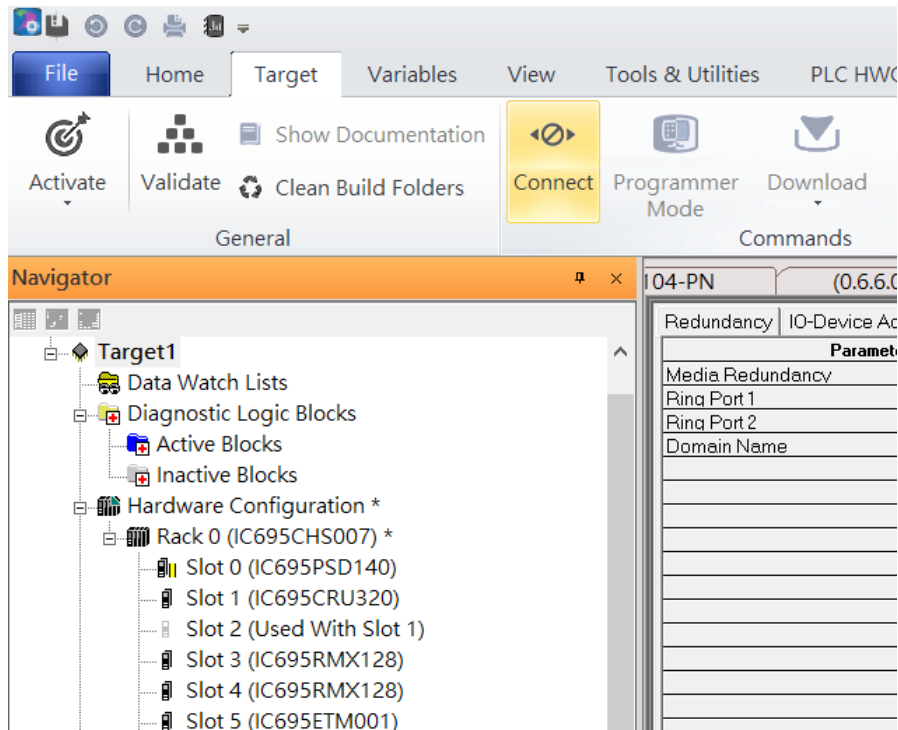 File Home Target Variables View Tools & Utilities PLC HWC
Show Documentation
Activate Validate Clean Build Folders Connect Programmer Mode Download
General Commands
Navigator
104-PN (0.6.6.0
Redundancy IO-Device Ac
Target1
Paramete
Data Watch Lists
Media Redundancy
Diagnostic Logic Blocks
Ring Port 1
Active Blocks
Ring Port 2
Inactive Blocks
Domain Name
Hardware Configuration *
Rack 0 (IC695CHS007) *
Slot 0 (IC695PSD140)
Slot 1 (IC695CRU320)
Slot 2 (Used With Slot 1)
Slot 3 (IC695RMX128)
Slot 4 (IC695RMX128)
Slot 5 (IC695ETM001)